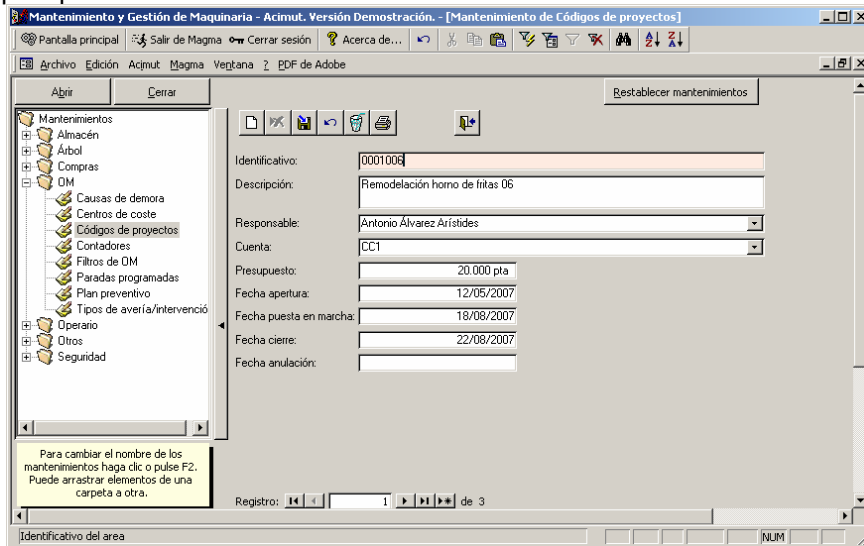 Mantenimiento y Gestión de Maquinaria - Acimut. Versión Demostración. - [Mantenimiento de Códigos de proyectos]
Pantalla principal Salir de Magma Cerrar sesión Acerca de...
Archivo Edición Acimut Magma Ventana ? PDF de Adobe
Abrir Cerrar Restablecer mantenimientos
Mantenimientos
Almacén
Árbol
Compras
OM
Causas de demora
Centros de coste
Códigos de proyectos
Contadores
Filtros de OM
Paradas programadas
Plan preventivo
Tipos de avería/intervenció
Operario
Otros
Seguridad
Para cambiar el nombre de los
mantenimientos haga clic o pulse F2.
Puede arrastrar elementos de una
carpeta a otra.
Identificativo: 0001006
Descripción: Remodelación horno de fritas 06
Responsable: Antonio Álvarez Arístides
Cuenta: CC1
Presupuesto: 20.000 pta
Fecha apertura: 12/05/2007
Fecha puesta en marcha: 18/08/2007
Fecha cierre: 22/08/2007
Fecha anulación:
Registro: 1 de 3
Identificativo del area NUM